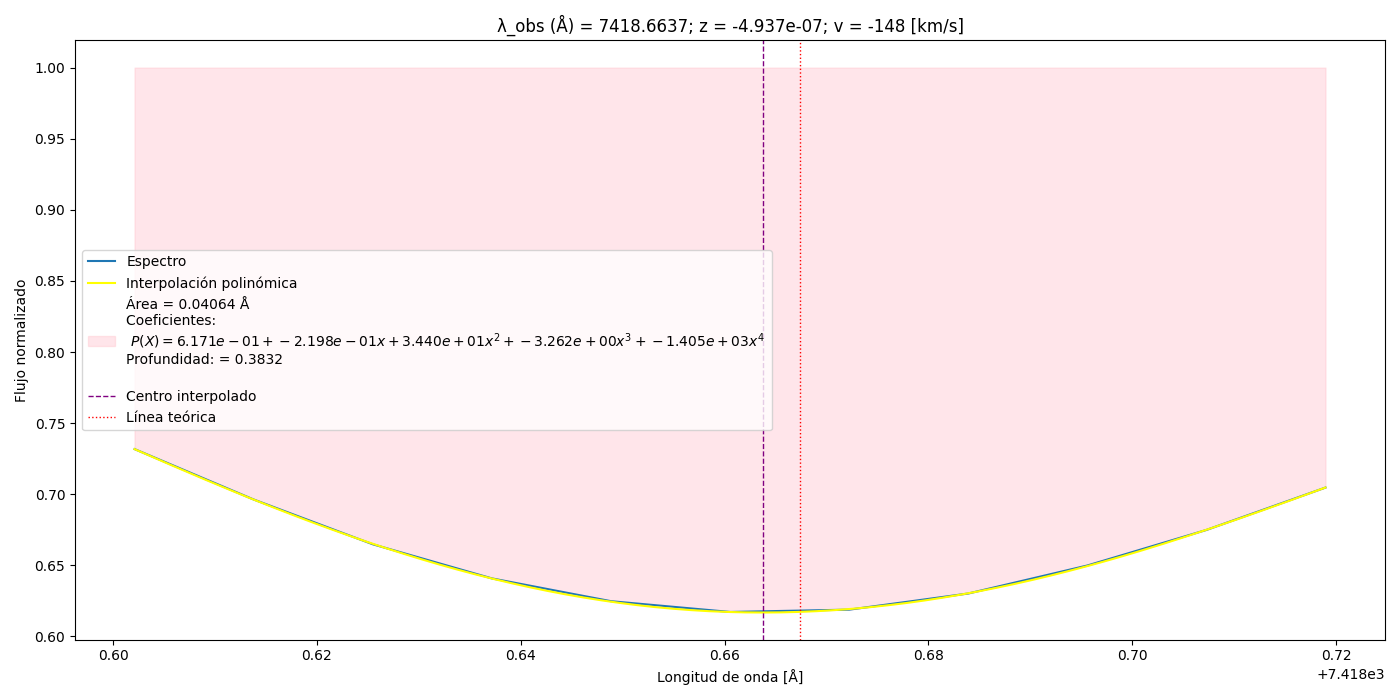 λ_obs (Å) = 7418.6637; z = -4.937e-07; v = -148 [km/s]
1.00
0.95
0.90
0.85
0.80
0.75
0.70
0.65
0.60
Flujo normalizado
Espectro
Interpolación polinómica
Área = 0.04064 Å
Coeficientes:
P(X) = 6.171e − 01 + −2.198e − 01x + 3.440e + 01x² + −3.262e + 00x³ + −1.405e + 03x⁴
Profundidad: = 0.3832
Centro interpolado
Línea teórica
0.60 0.62 0.64 0.66 0.68 0.70 0.72
+7.418e3
Longitud de onda [Å]